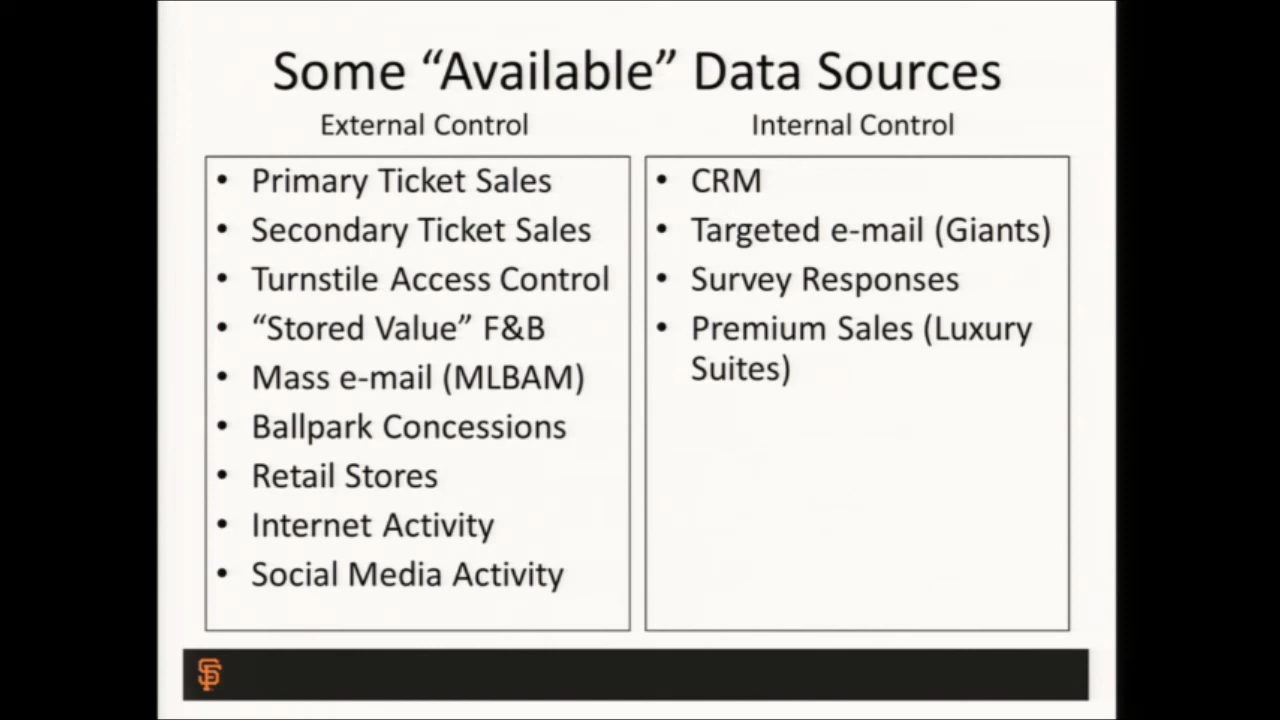 Some “Available” Data Sources
External Control
• Primary Ticket Sales
• Secondary Ticket Sales
• Turnstile Access Control
• “Stored Value” F&B
• Mass e-mail (MLBAM)
• Ballpark Concessions
• Retail Stores
• Internet Activity
• Social Media Activity
Internal Control
• CRM
• Targeted e-mail (Giants)
• Survey Responses
• Premium Sales (Luxury
Suites)
SF